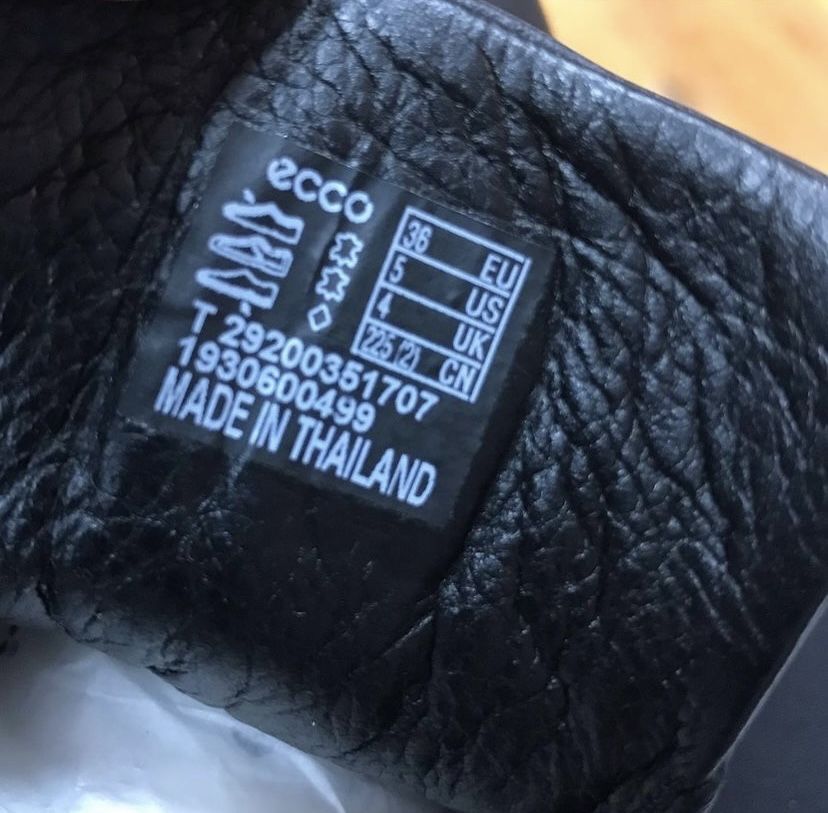 ecco
36 EU
5 US
4 UK
225 (2) CN
T 29200351707
1930600499
MADE IN THAILAND